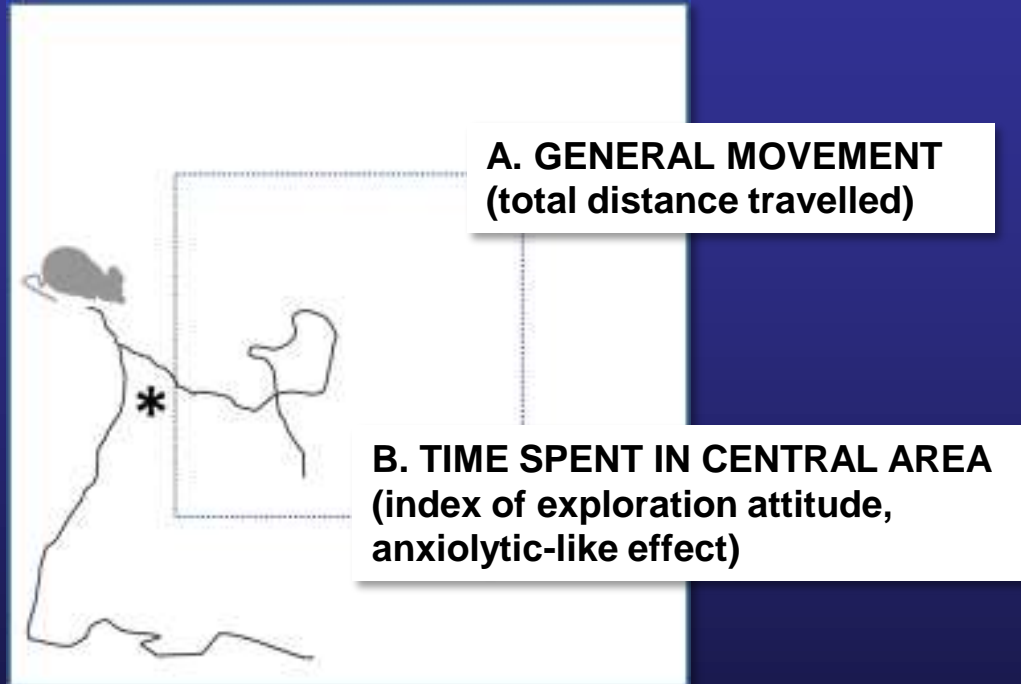 A. GENERAL MOVEMENT
(total distance travelled)
*
B. TIME SPENT IN CENTRAL AREA
(index of exploration attitude,
anxiolytic-like effect)